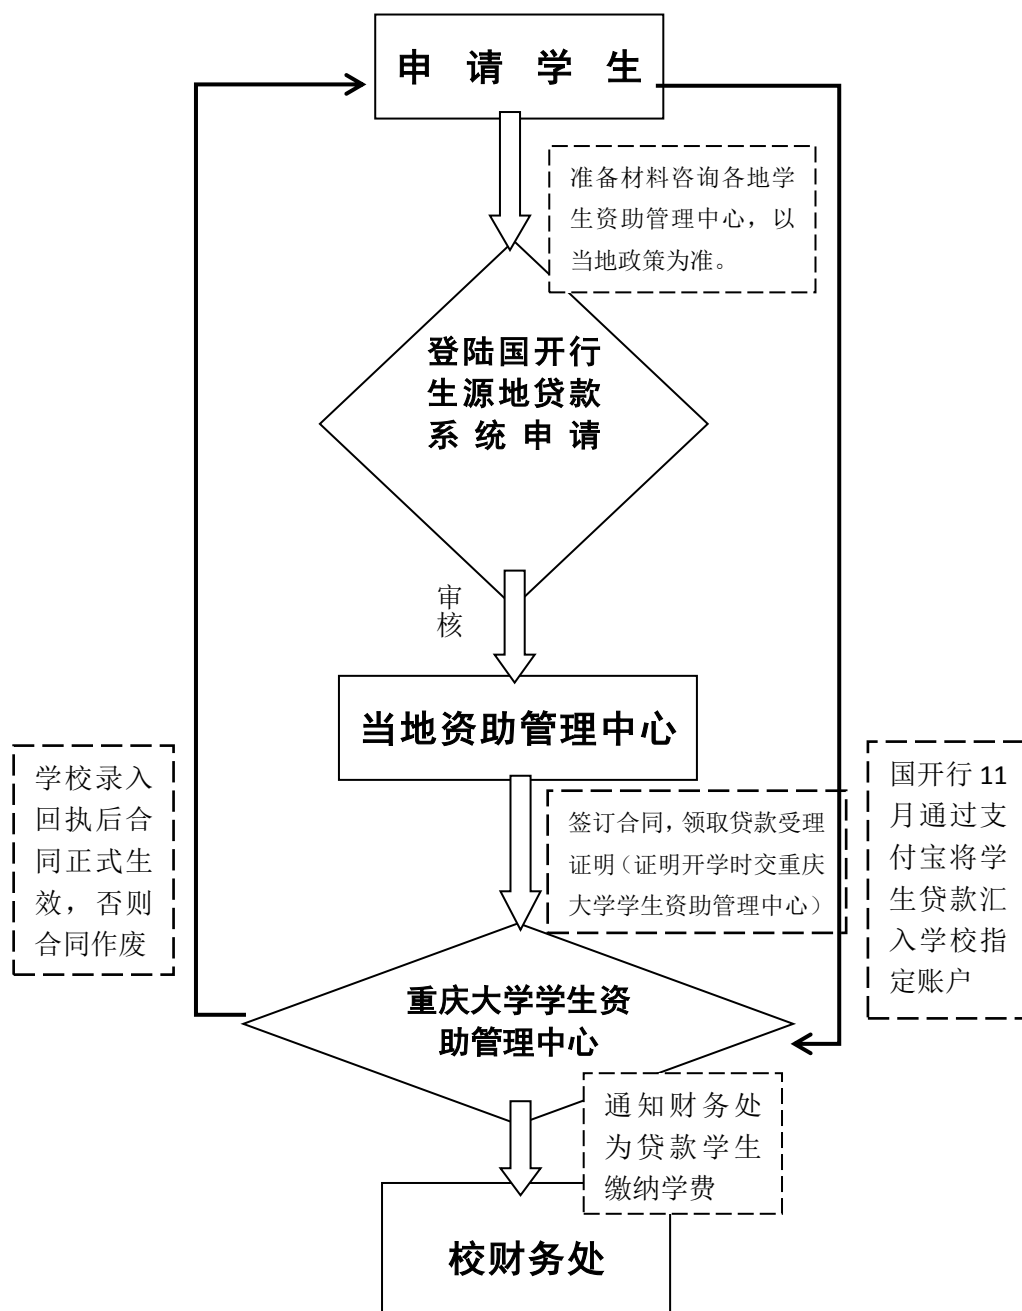 申请学生
准备材料咨询各地学
生资助管理中心，以
当地政策为准。
登陆国开行
生源地贷款
系统申请
审
核
当地资助管理中心
学校录入
回执后合
同正式生
效，否则
合同作废
签订合同，领取贷款受理
证明（证明开学时交重庆
大学学生资助管理中心）
国开行 11
月通过支
付宝将学
生贷款汇
入学校指
定账户
重庆大学学生资
助管理中心
通知财务处
为贷款学生
缴纳学费
校财务处